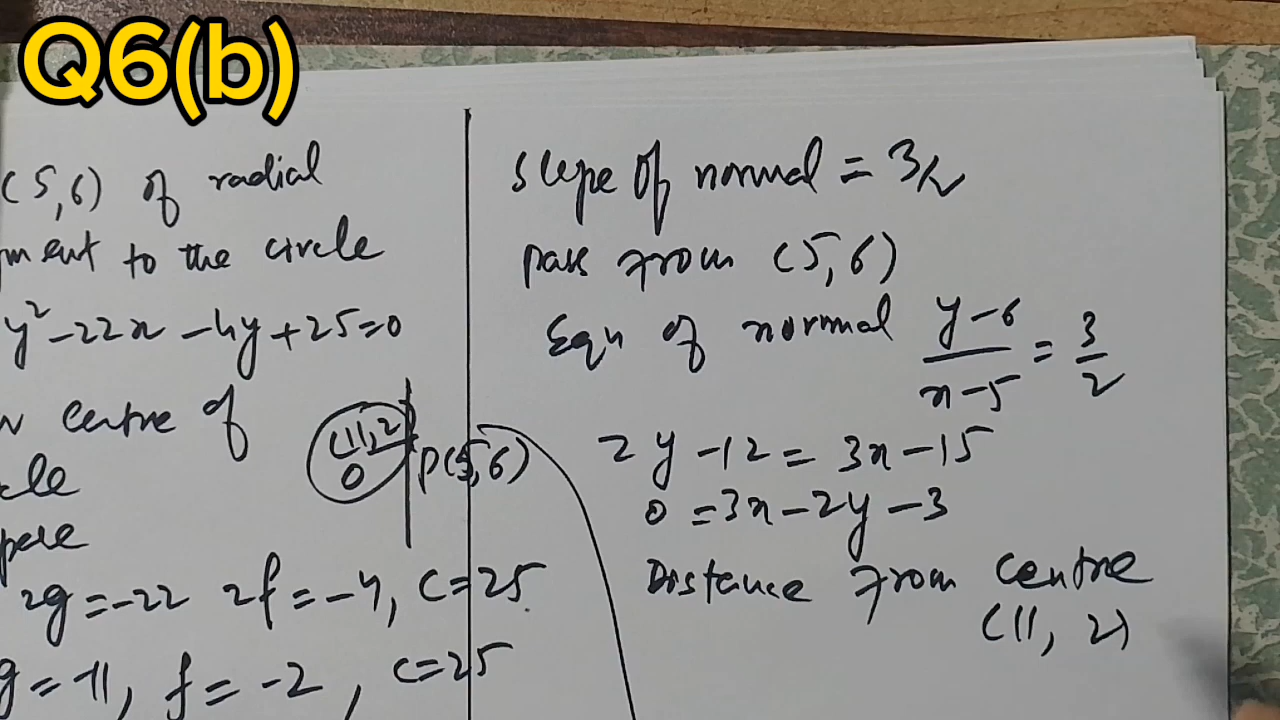 Q6(b)
(5,6) of radial
ment to the circle
y²-22x-4y+25=0
centre of
(11,2)
O
P(5,6)
cle
2g=-22 2f=-4, c=25.
g=-11, f=-2, c=25
slope of normal = 3/2
pass from (5,6)
Eqn of normal y-6/x-5 = 3/2
2y-12=3x-15
0=3x-2y-3
Distance from centre
(11, 2)